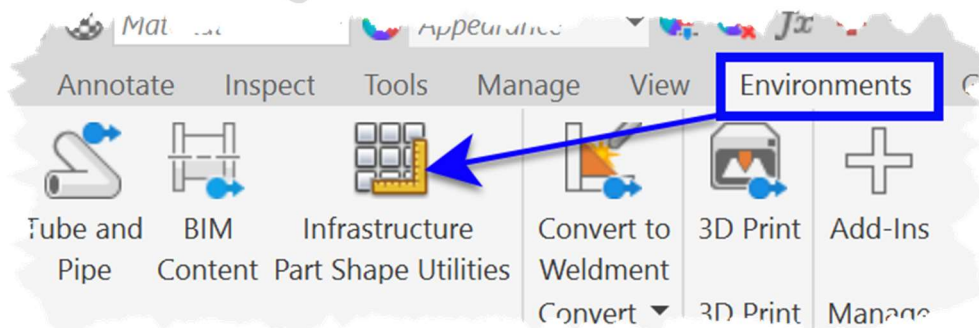 Annotate Inspect Tools Manage View Environments
Tube and BIM Infrastructure Convert to 3D Print Add-Ins
Pipe Content Part Shape Utilities Weldment
Convert 3D Print Manage